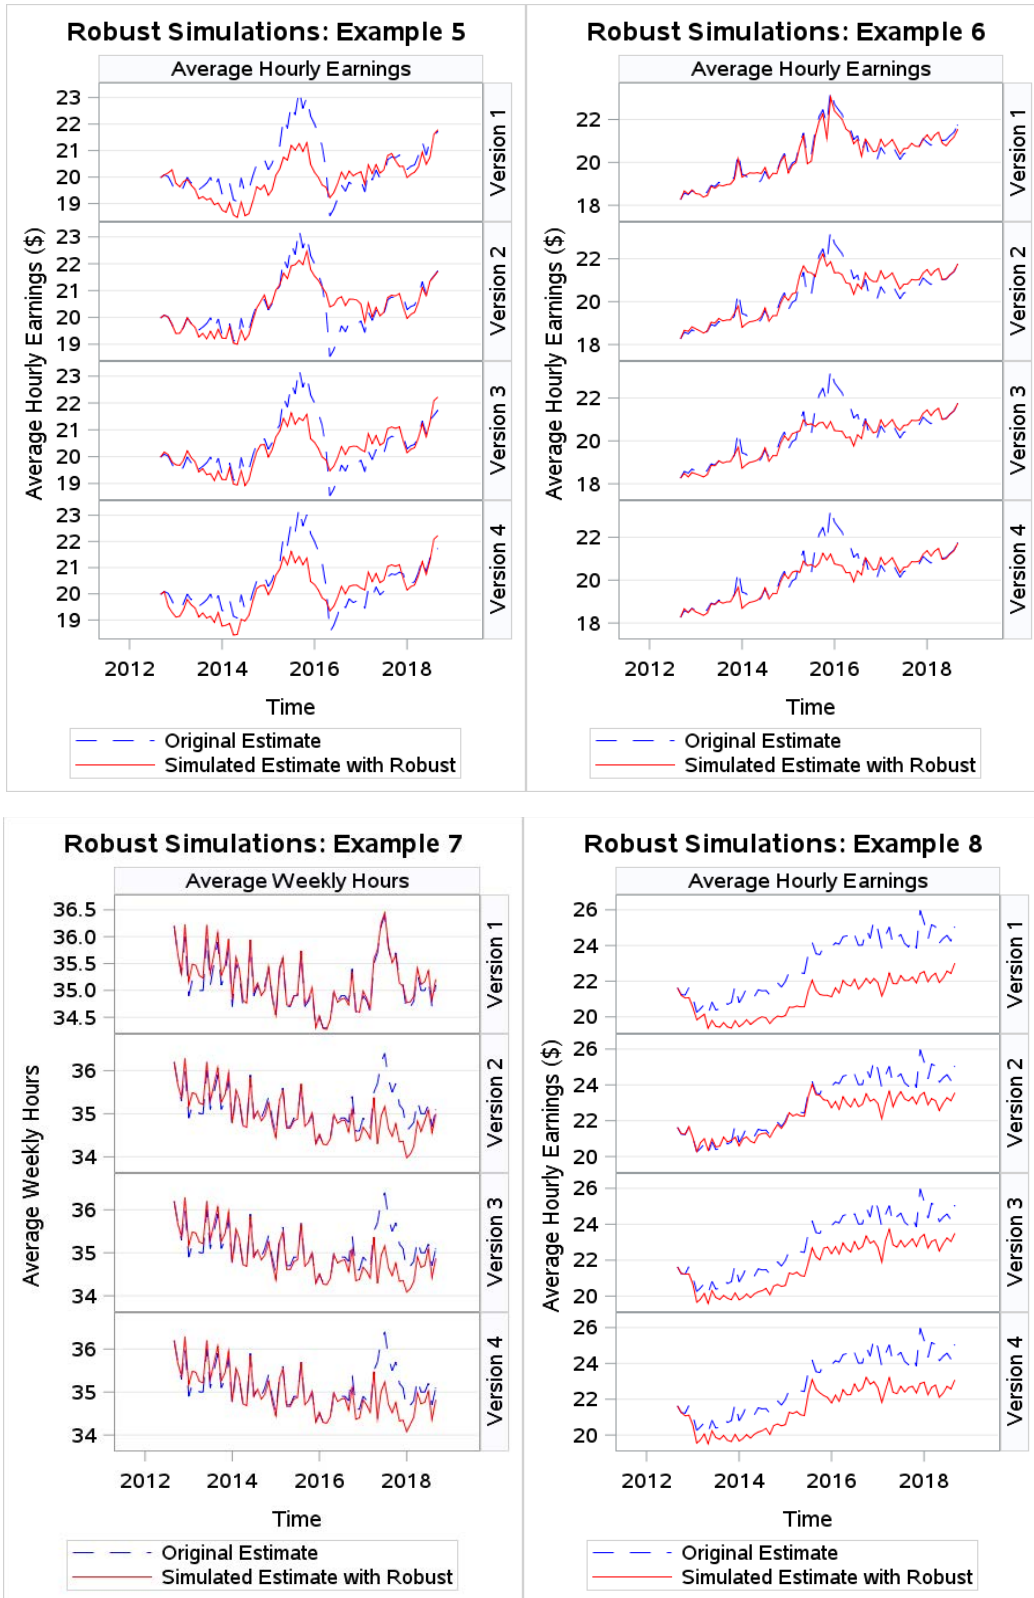 Robust Simulations: Example 5
Average Hourly Earnings
Average Hourly Earnings ($)
23
22
21
20
19
Version 1
23
22
21
20
19
Version 2
23
22
21
20
19
Version 3
23
22
21
20
19
Version 4
2012 2014 2016 2018
Time
Original Estimate
Simulated Estimate with Robust
Robust Simulations: Example 6
Average Hourly Earnings
Average Hourly Earnings ($)
22
20
18
Version 1
22
20
18
Version 2
22
20
18
Version 3
22
20
18
Version 4
2012 2014 2016 2018
Time
Original Estimate
Simulated Estimate with Robust
Robust Simulations: Example 7
Average Weekly Hours
Average Weekly Hours
36.5
36.0
35.5
35.0
34.5
Version 1
36
35
34
Version 2
36
35
34
Version 3
36
35
34
Version 4
2012 2014 2016 2018
Time
Original Estimate
Simulated Estimate with Robust
Robust Simulations: Example 8
Average Hourly Earnings
Average Hourly Earnings ($)
26
24
22
20
Version 1
26
24
22
20
Version 2
26
24
22
20
Version 3
26
24
22
20
Version 4
2012 2014 2016 2018
Time
Original Estimate
Simulated Estimate with Robust